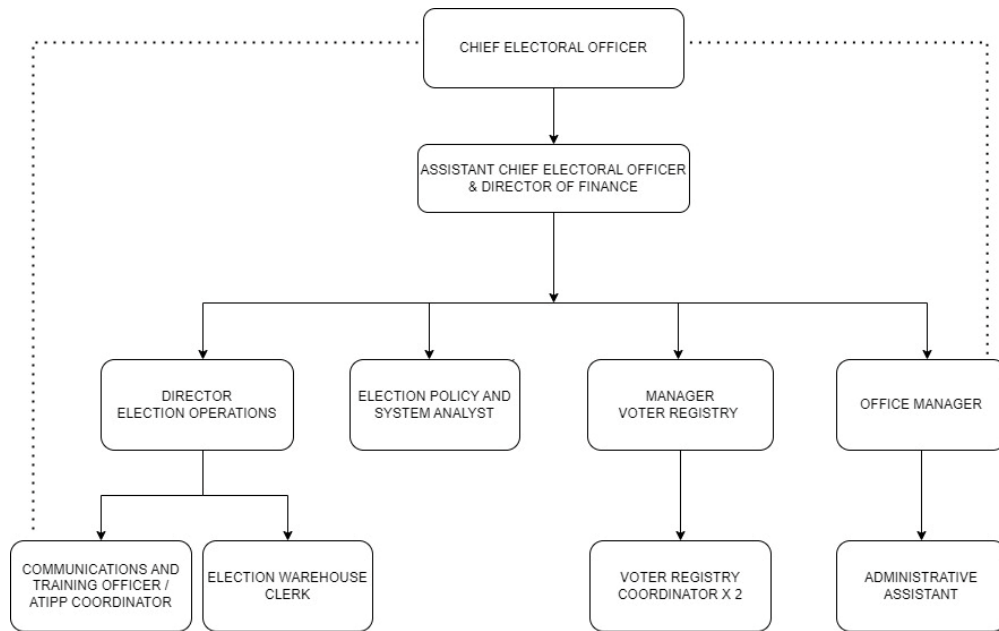 CHIEF ELECTORAL OFFICER
ASSISTANT CHIEF ELECTORAL OFFICER
& DIRECTOR OF FINANCE
DIRECTOR
ELECTION OPERATIONS
ELECTION POLICY AND
SYSTEM ANALYST
MANAGER
VOTER REGISTRY
OFFICE MANAGER
COMMUNICATIONS AND
TRAINING OFFICER /
ATIPP COORDINATOR
ELECTION WAREHOUSE
CLERK
VOTER REGISTRY
COORDINATOR X 2
ADMINISTRATIVE
ASSISTANT